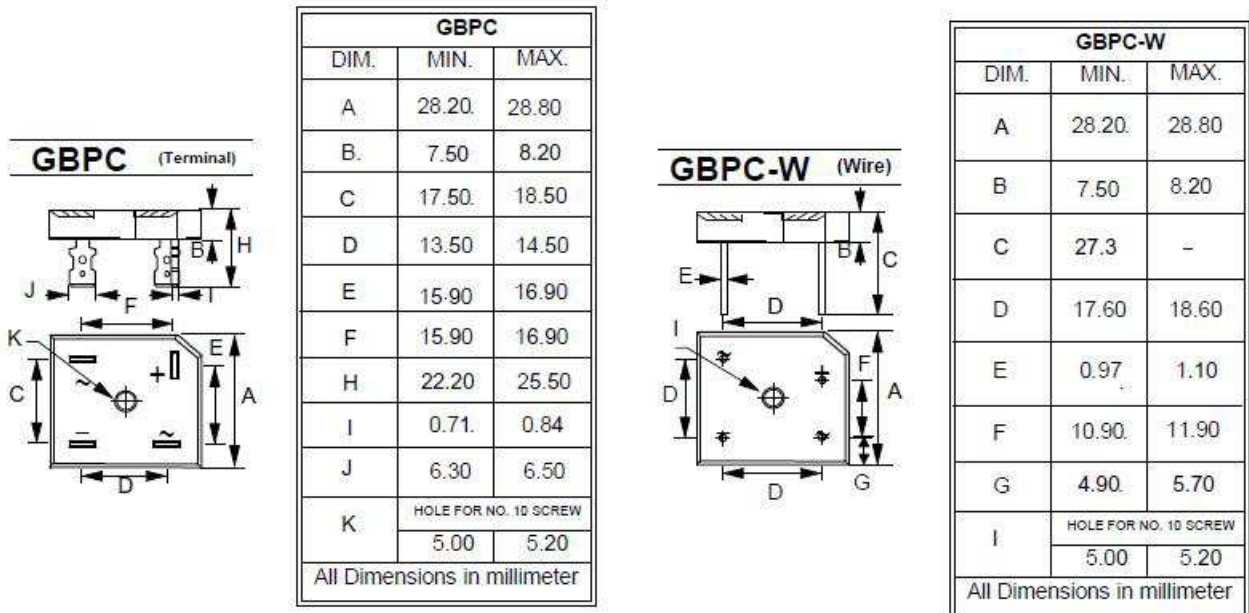 GBPC (Terminal)
B
H
J
F
I
K
C
~
+
E
A
–
~
D
GBPC
DIM. MIN. MAX.
A 28.20. 28.80
B. 7.50 8.20
C 17.50. 18.50
D 13.50 14.50
E 15.90 16.90
F 15.90 16.90
H 22.20 25.50
I 0.71. 0.84
J 6.30 6.50
K HOLE FOR NO. 10 SCREW
5.00 5.20
All Dimensions in millimeter
GBPC-W (Wire)
B
C
E
D
I
D
~
+
F
A
–
~
D
G
GBPC-W
DIM. MIN. MAX.
A 28.20. 28.80
B 7.50 8.20
C 27.3 –
D 17.60 18.60
E 0.97 1.10
F 10.90. 11.90
G 4.90. 5.70
I HOLE FOR NO. 10 SCREW
5.00 5.20
All Dimensions in millimeter